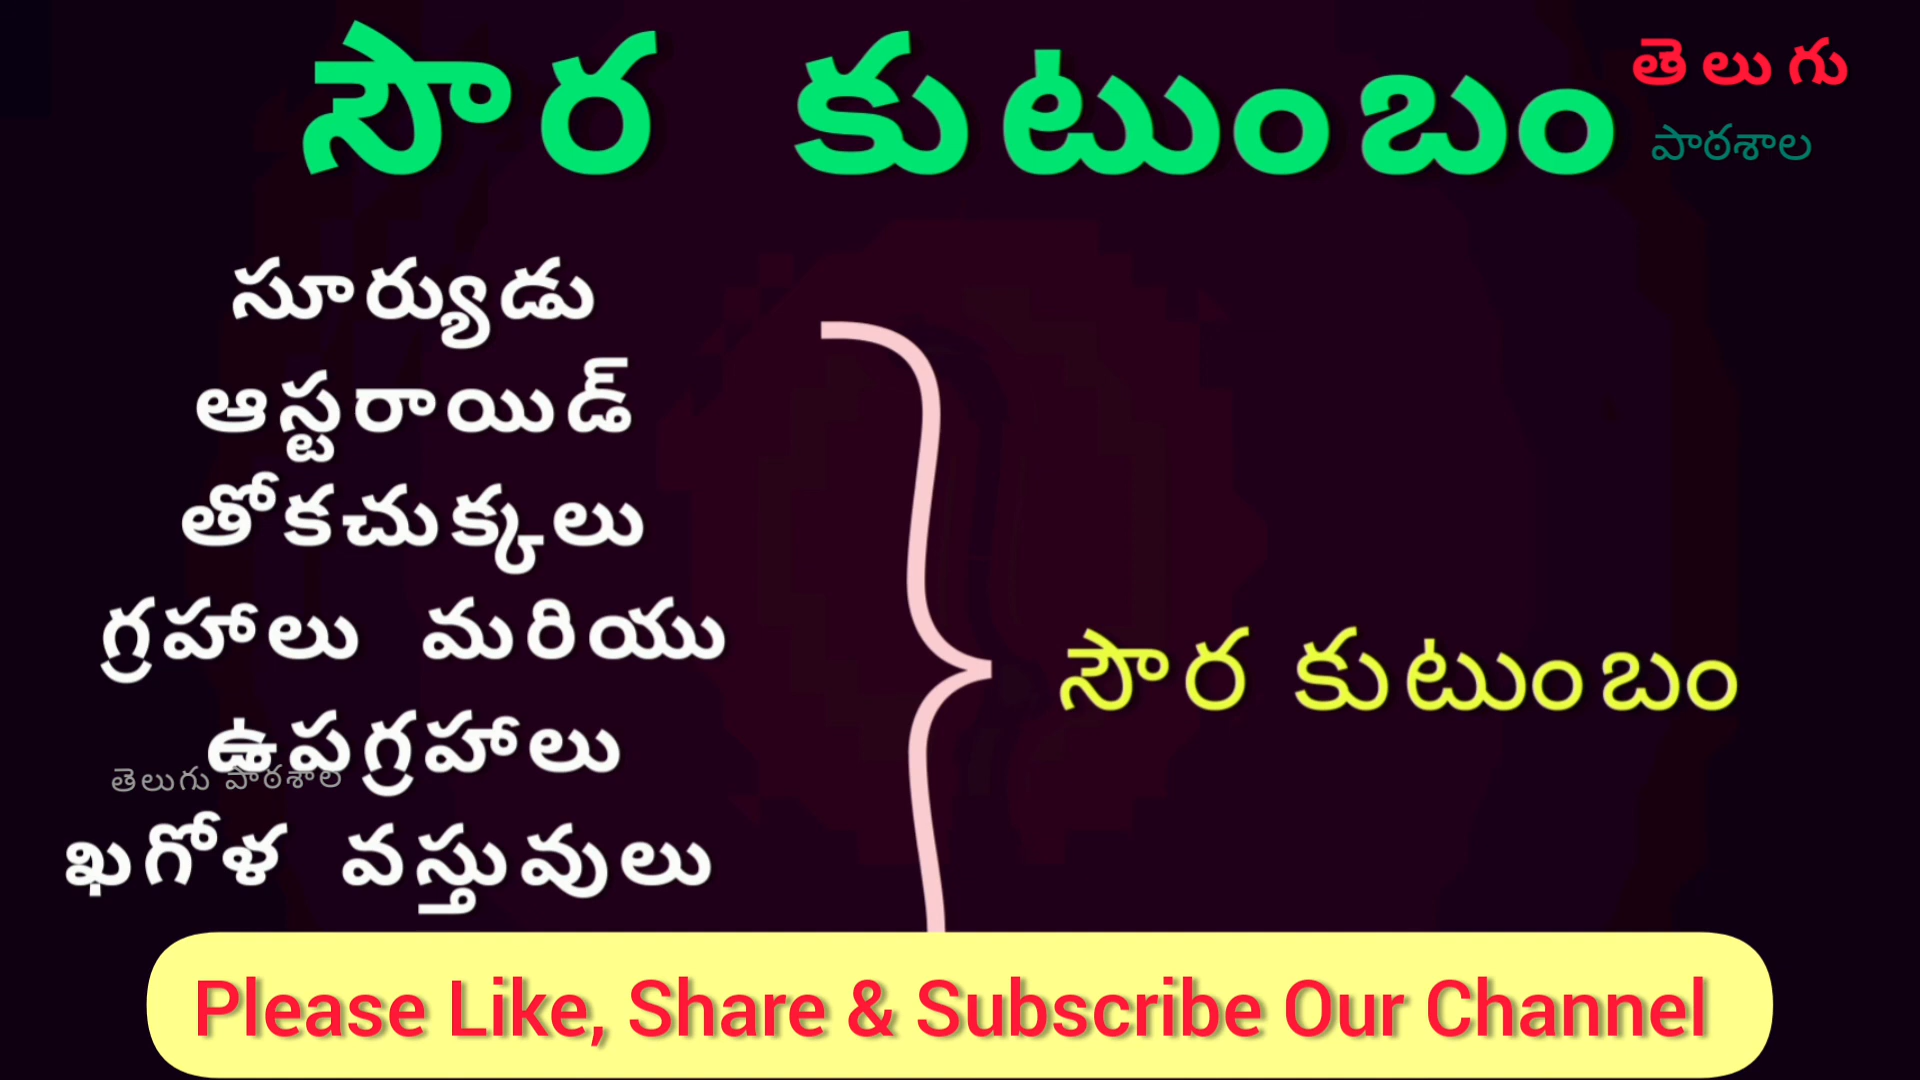 సౌర కుటుంబం
తెలుగు
పాఠశాల
సూర్యుడు
ఆస్టరాయిడ్
తోకచుక్కలు
గ్రహాలు మరియు
ఉపగ్రహాలు
తెలుగు పాఠశాల
ఖగోళ వస్తువులు
సౌర కుటుంబం
Please Like, Share & Subscribe Our Channel